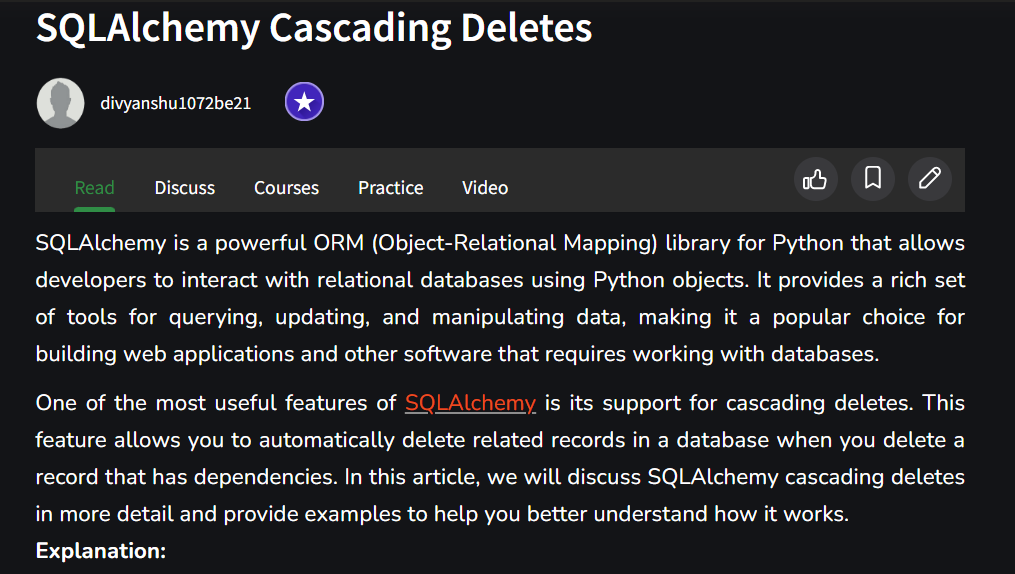 SQLAlchemy Cascading Deletes
divyanshu1072be21
Read Discuss Courses Practice Video
SQLAlchemy is a powerful ORM (Object-Relational Mapping) library for Python that allows
developers to interact with relational databases using Python objects. It provides a rich set
of tools for querying, updating, and manipulating data, making it a popular choice for
building web applications and other software that requires working with databases.
One of the most useful features of SQLAlchemy is its support for cascading deletes. This
feature allows you to automatically delete related records in a database when you delete a
record that has dependencies. In this article, we will discuss SQLAlchemy cascading deletes
in more detail and provide examples to help you better understand how it works.
Explanation: